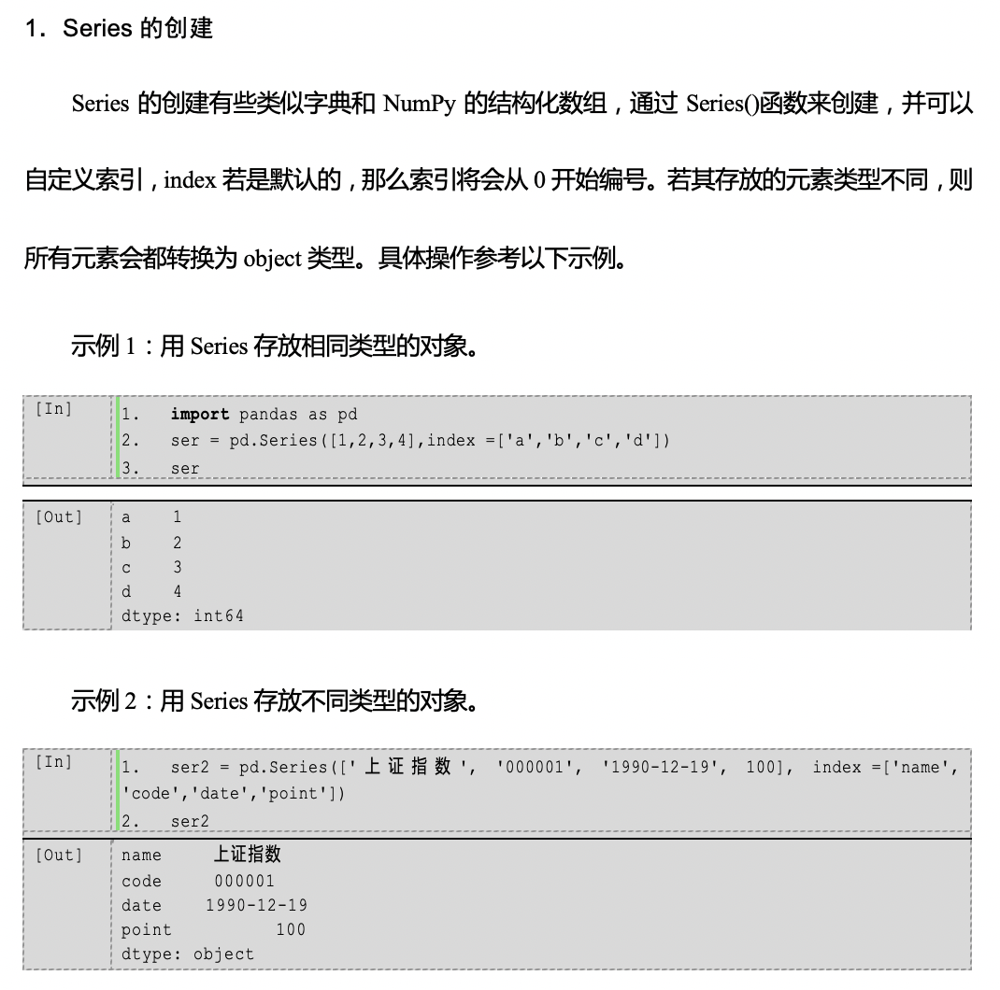 1. Series 的创建
Series 的创建有些类似字典和 NumPy 的结构化数组，通过 Series()函数来创建，并可以
自定义索引，index 若是默认的，那么索引将会从 0 开始编号。若其存放的元素类型不同，则
所有元素会都转换为 object 类型。具体操作参考以下示例。
示例 1：用 Series 存放相同类型的对象。
[In] 1. import pandas as pd
2. ser = pd.Series([1,2,3,4],index =['a','b','c','d'])
3. ser
[Out] a 1
b 2
c 3
d 4
dtype: int64
示例 2：用 Series 存放不同类型的对象。
[In] 1. ser2 = pd.Series(['上证指数', '000001', '1990-12-19', 100], index =['name',
'code','date','point'])
2. ser2
[Out] name 上证指数
code 000001
date 1990-12-19
point 100
dtype: object